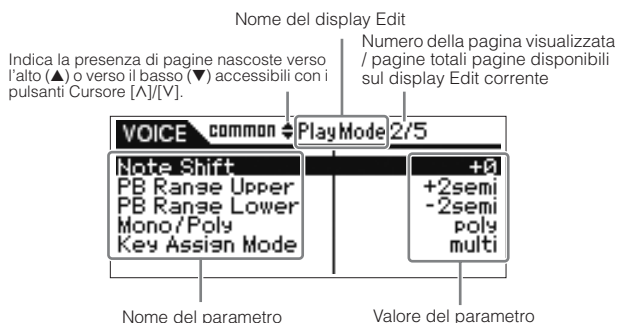 Nome del display Edit
Indica la presenza di pagine nascoste verso
l'alto (▲) o verso il basso (▼) accessibili con i
pulsanti Cursore [Λ]/[V].
Numero della pagina visualizzata
/ pagine totali pagine disponibili
sul display Edit corrente
VOICE common PlayMode 2/5
Note Shift +0
PB Range Upper +2semi
PB Range Lower -2semi
Mono/Poly poly
Key Assign Mode multi
Nome del parametro
Valore del parametro